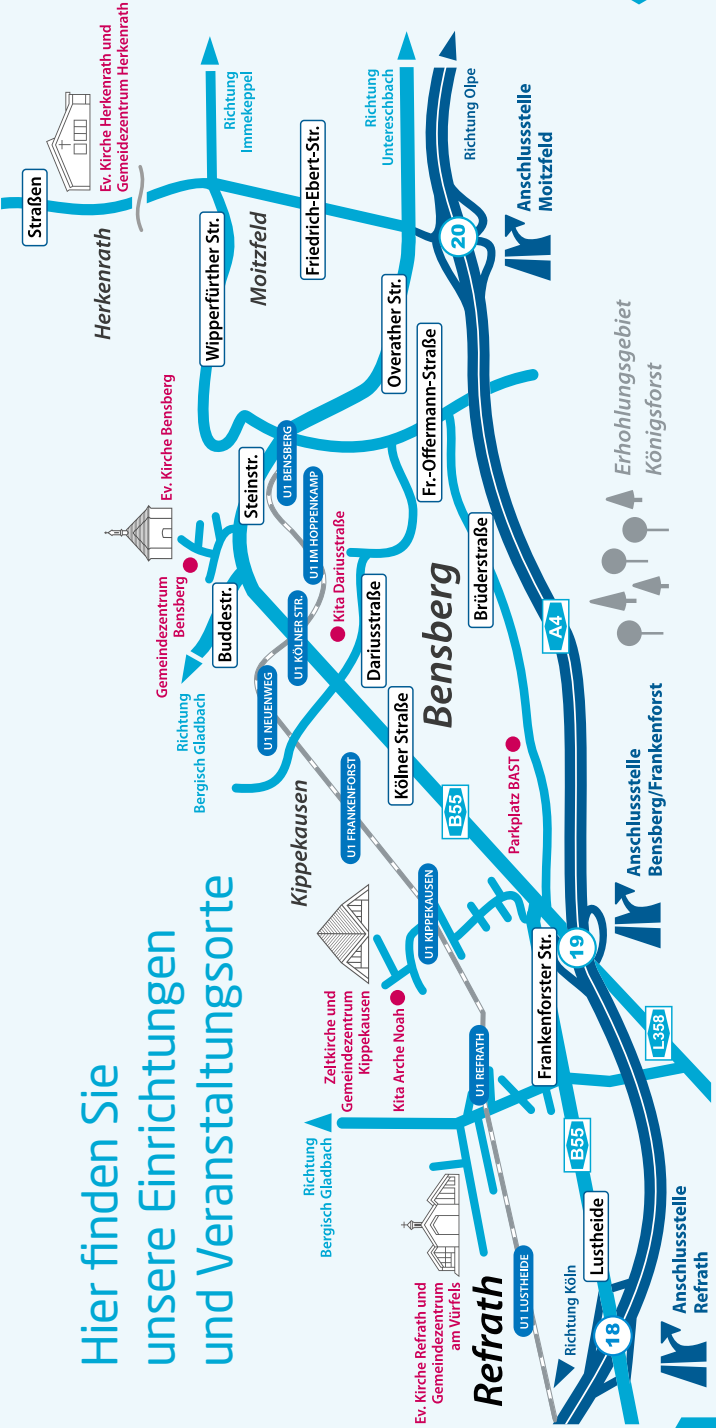 Hier finden Sie
unsere Einrichtungen
und Veranstaltungsorte
Ev. Kirche Refrath und
Gemeindezentrum
am Vürfels
Refrath
Richtung
Bergisch Gladbach
U1 LUSTHEIDE
Richtung Köln
18
Anschlussstelle
Refrath
Lustheide
B55
U1 REFRATH
L358
Zeltkirche und
Gemeindezentrum
Kippekausen
Kita Arche Noah
U1 KIPPEKAUSEN
Frankenforster Str.
19
Anschlussstelle
Bensberg/Frankenforst
Kippekausen
U1 FRANKENFORST
B55
Parkplatz BAST
Richtung
Bergisch Gladbach
U1 NEUENWEG
Kölner Straße
Bensberg
Gemeindezentrum
Bensberg
Buddestr.
U1 KÖLNER STR.
Kita Dariusstraße
Dariusstraße
Brüderstraße
A4
Ev. Kirche Bensberg
Steinstr.
U1 IM HOPPENKAMP
U1 BENSBERG
Fr.-Offermann-Straße
Erhohlungsgebiet
Königsforst
Overather Str.
Wipperfürther Str.
Herkenrath
Moitzfeld
Friedrich-Ebert-Str.
20
Anschlussstelle
Moitzfeld
Straßen
Ev. Kirche Herkenrath und
Gemeidezentrum Herkenrath
Richtung
Immekeppel
Richtung
Untereschbach
Richtung Olpe